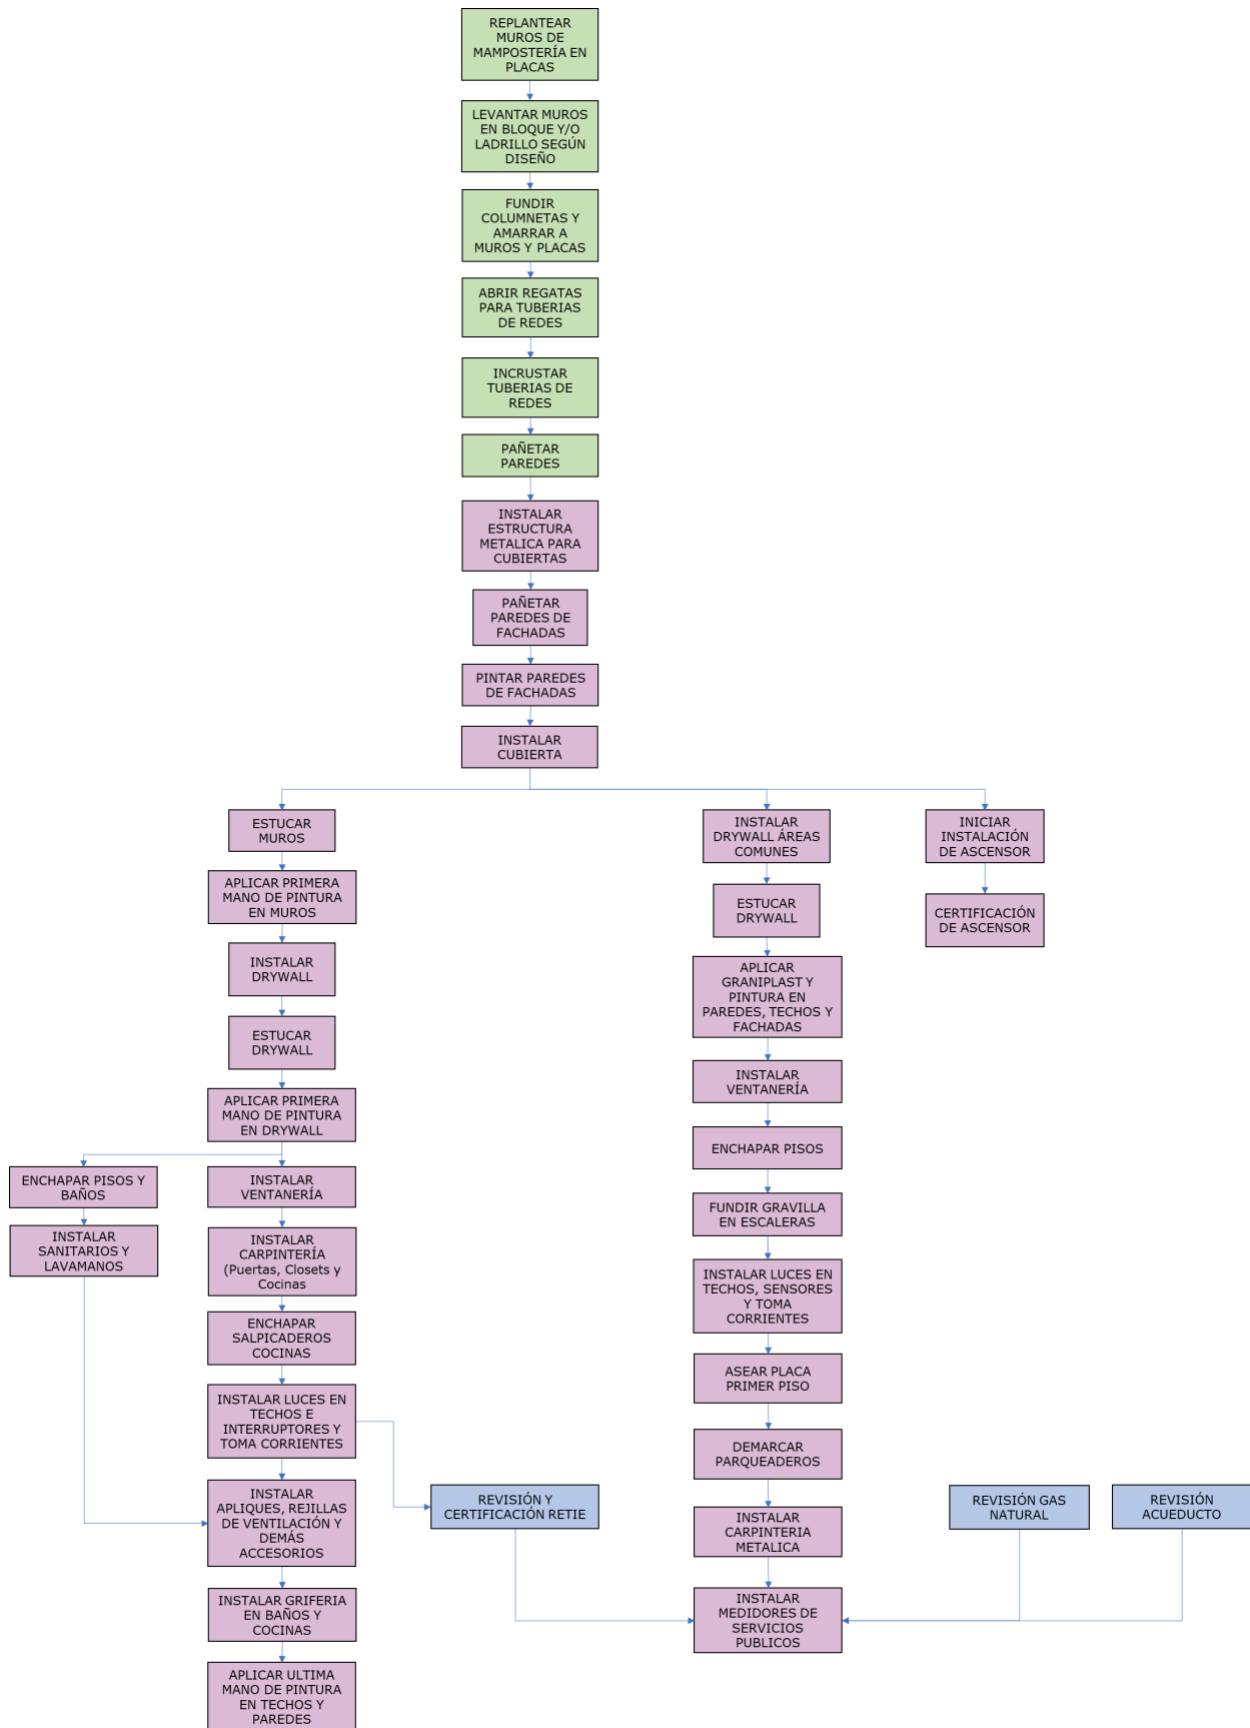 REPLANTEAR
MUROS DE
MAMPOSTERÍA EN
PLACAS
LEVANTAR MUROS
EN BLOQUE Y/O
LADRILLO SEGÚN
DISEÑO
FUNDIR
COLUMNETAS Y
AMARRAR A
MUROS Y PLACAS
ABRIR REGATAS
PARA TUBERIAS
DE REDES
INCRUSTAR
TUBERIAS DE
REDES
PAÑETAR
PAREDES
INSTALAR
ESTRUCTURA
METALICA PARA
CUBIERTAS
PAÑETAR
PAREDES DE
FACHADAS
PINTAR PAREDES
DE FACHADAS
INSTALAR
CUBIERTA
ESTUCAR
MUROS
APLICAR PRIMERA
MANO DE PINTURA
EN MUROS
INSTALAR
DRYWALL
ESTUCAR
DRYWALL
APLICAR PRIMERA
MANO DE PINTURA
EN DRYWALL
ENCHAPAR PISOS Y
BAÑOS
INSTALAR
SANITARIOS Y
LAVAMANOS
INSTALAR
VENTANERÍA
INSTALAR
CARPINTERÍA
(Puertas, Closets y
Cocinas
ENCHAPAR
SALPICADEROS
COCINAS
INSTALAR LUCES EN
TECHOS E
INTERRUPTORES Y
TOMA CORRIENTES
INSTALAR
APLIQUES, REJILLAS
DE VENTILACIÓN Y
DEMÁS
ACCESORIOS
INSTALAR GRIFERIA
EN BAÑOS Y
COCINAS
APLICAR ULTIMA
MANO DE PINTURA
EN TECHOS Y
PAREDES
REVISIÓN Y
CERTIFICACIÓN RETIE
INSTALAR
DRYWALL ÁREAS
COMUNES
ESTUCAR
DRYWALL
APLICAR
GRANIPLAST Y
PINTURA EN
PAREDES, TECHOS Y
FACHADAS
INSTALAR
VENTANERÍA
ENCHAPAR PISOS
FUNDIR GRAVILLA
EN ESCALERAS
INSTALAR LUCES EN
TECHOS, SENSORES
Y TOMA
CORRIENTES
ASEAR PLACA
PRIMER PISO
DEMARCAR
PARQUEADEROS
INSTALAR
CARPINTERIA
METALICA
INSTALAR
MEDIDORES DE
SERVICIOS
PUBLICOS
INICIAR
INSTALACIÓN
DE ASCENSOR
CERTIFICACIÓN
DE ASCENSOR
REVISIÓN GAS
NATURAL
REVISIÓN
ACUEDUCTO